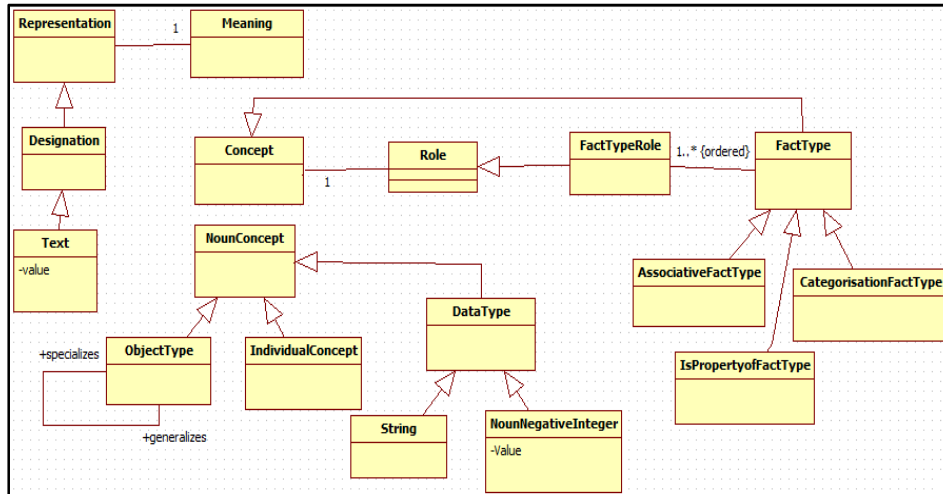 Representation
1
Meaning
Designation
Text
-value
Concept
1
Role
FactTypeRole
1..* {ordered}
FactType
NounConcept
AssociativeFactType
CategorisationFactType
IsPropertyofFactType
DataType
+specializes
ObjectType
+generalizes
IndividualConcept
String
NounNegativeInteger
-Value